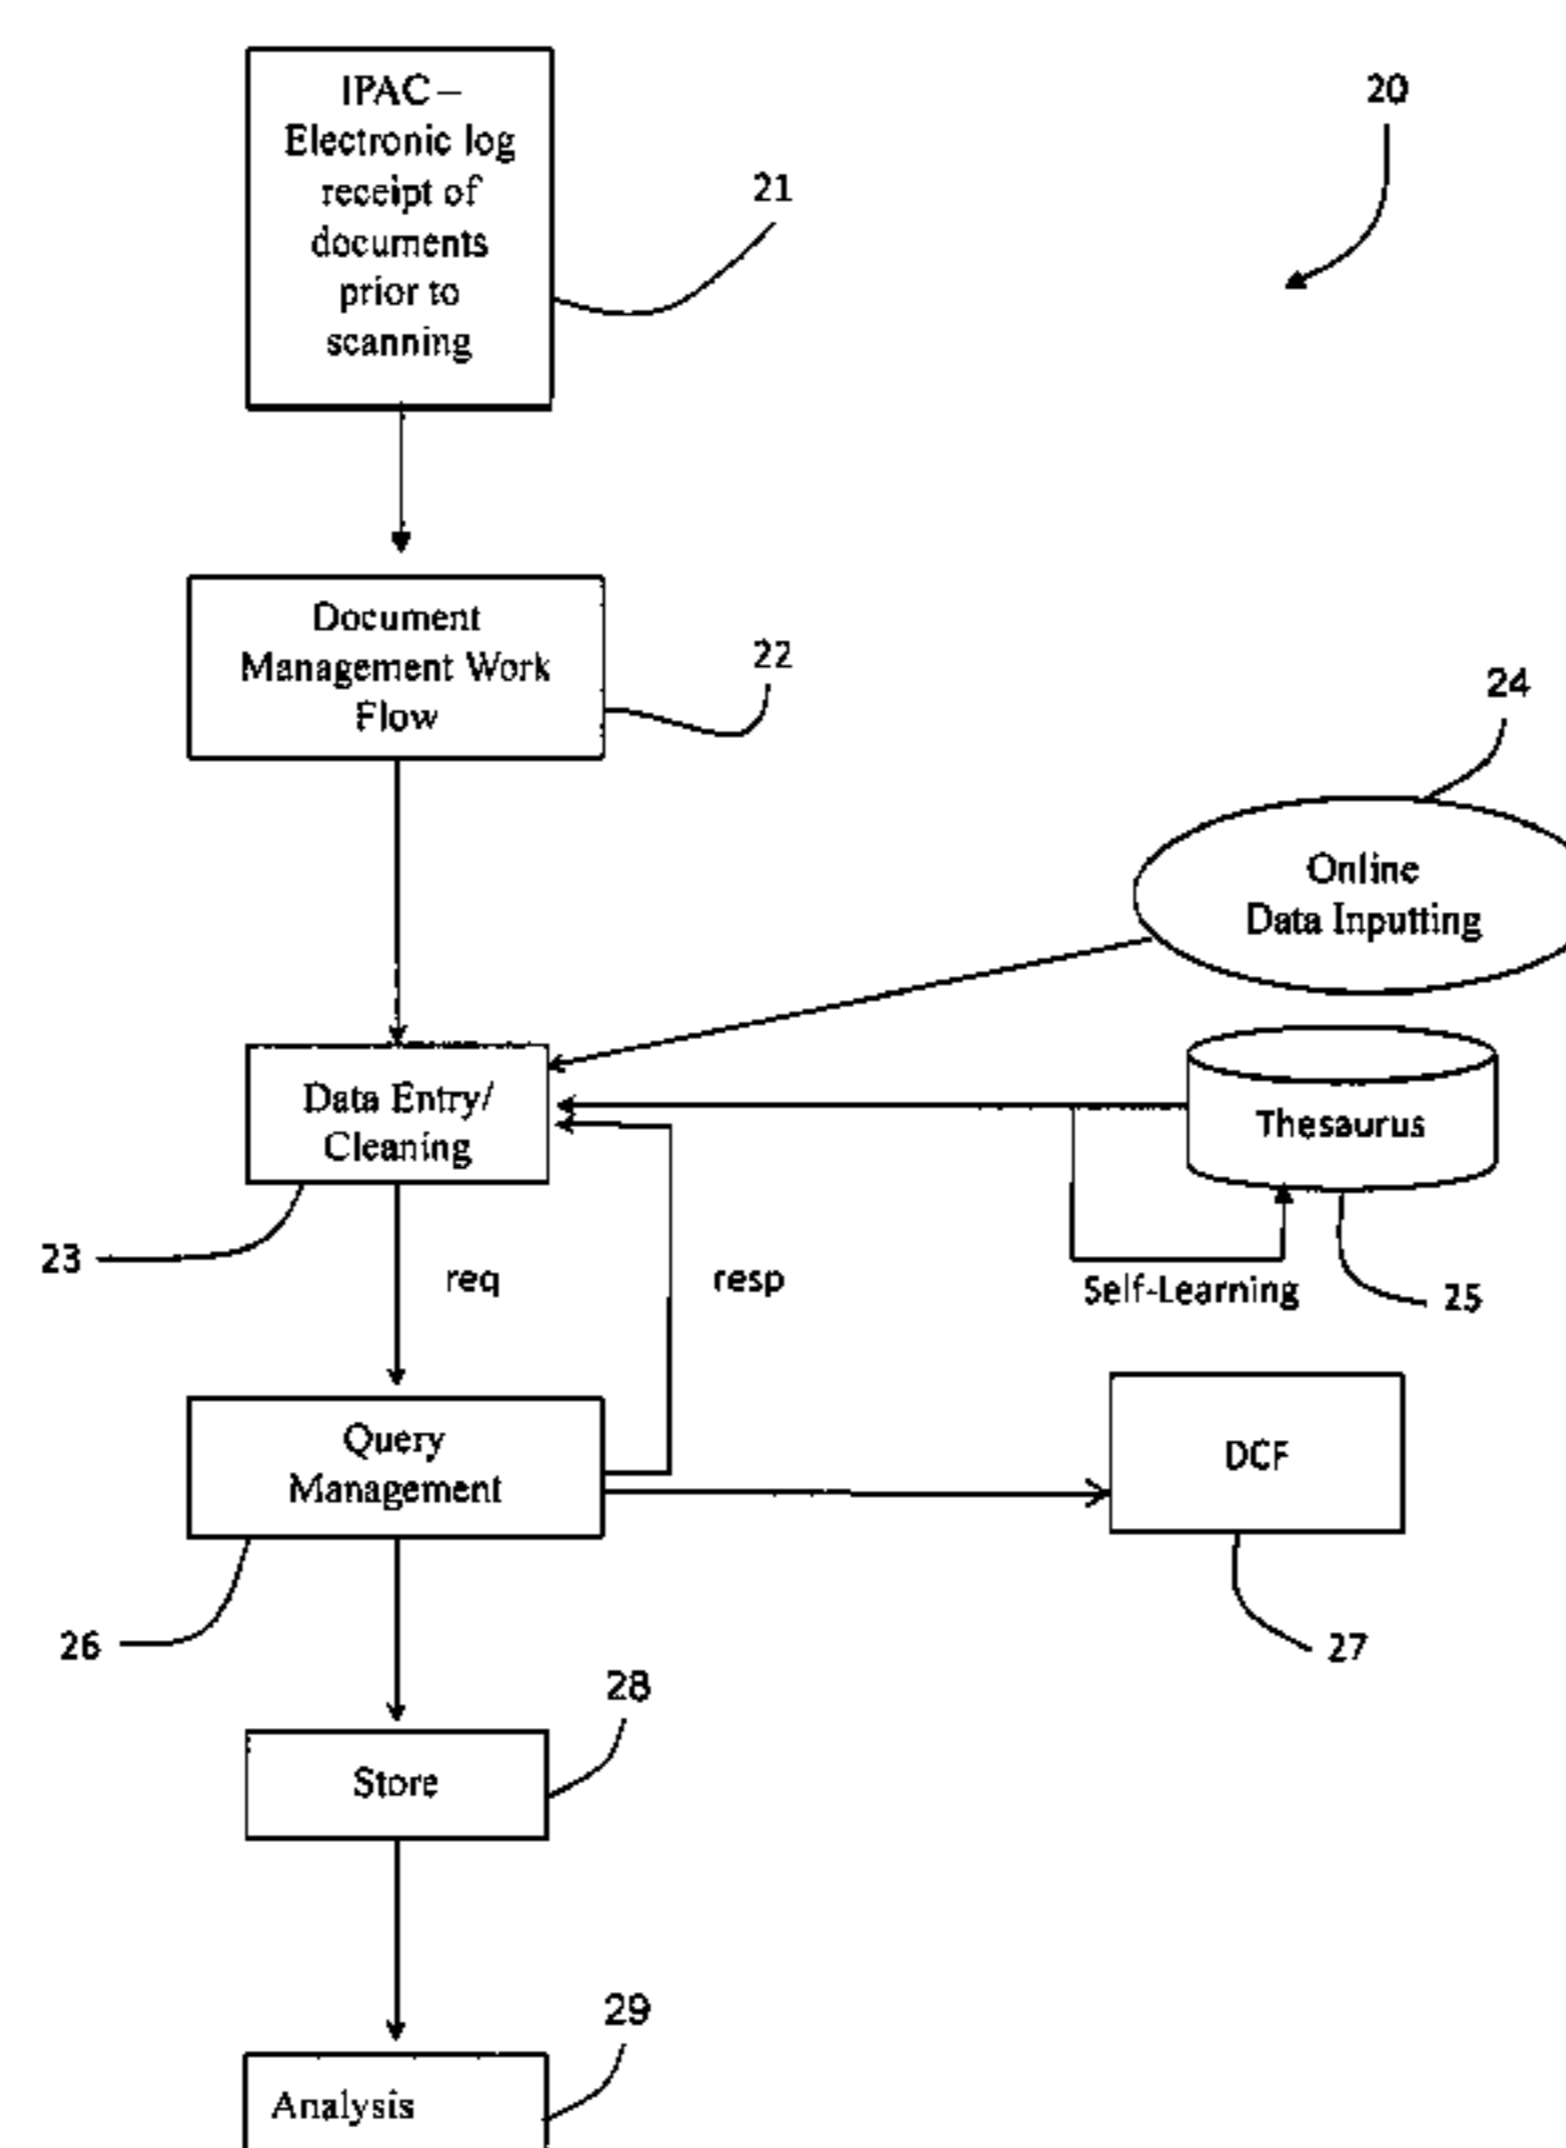 IPAC –
Electronic log
receipt of
documents
prior to
scanning
20
21
Document
Management Work
Flow
22
24
Online
Data Inputting
Data Entry/
Cleaning
Thesaurus
23
req
resp
Self-Learning
25
Query
Management
DCF
26
27
28
Store
29
Analysis